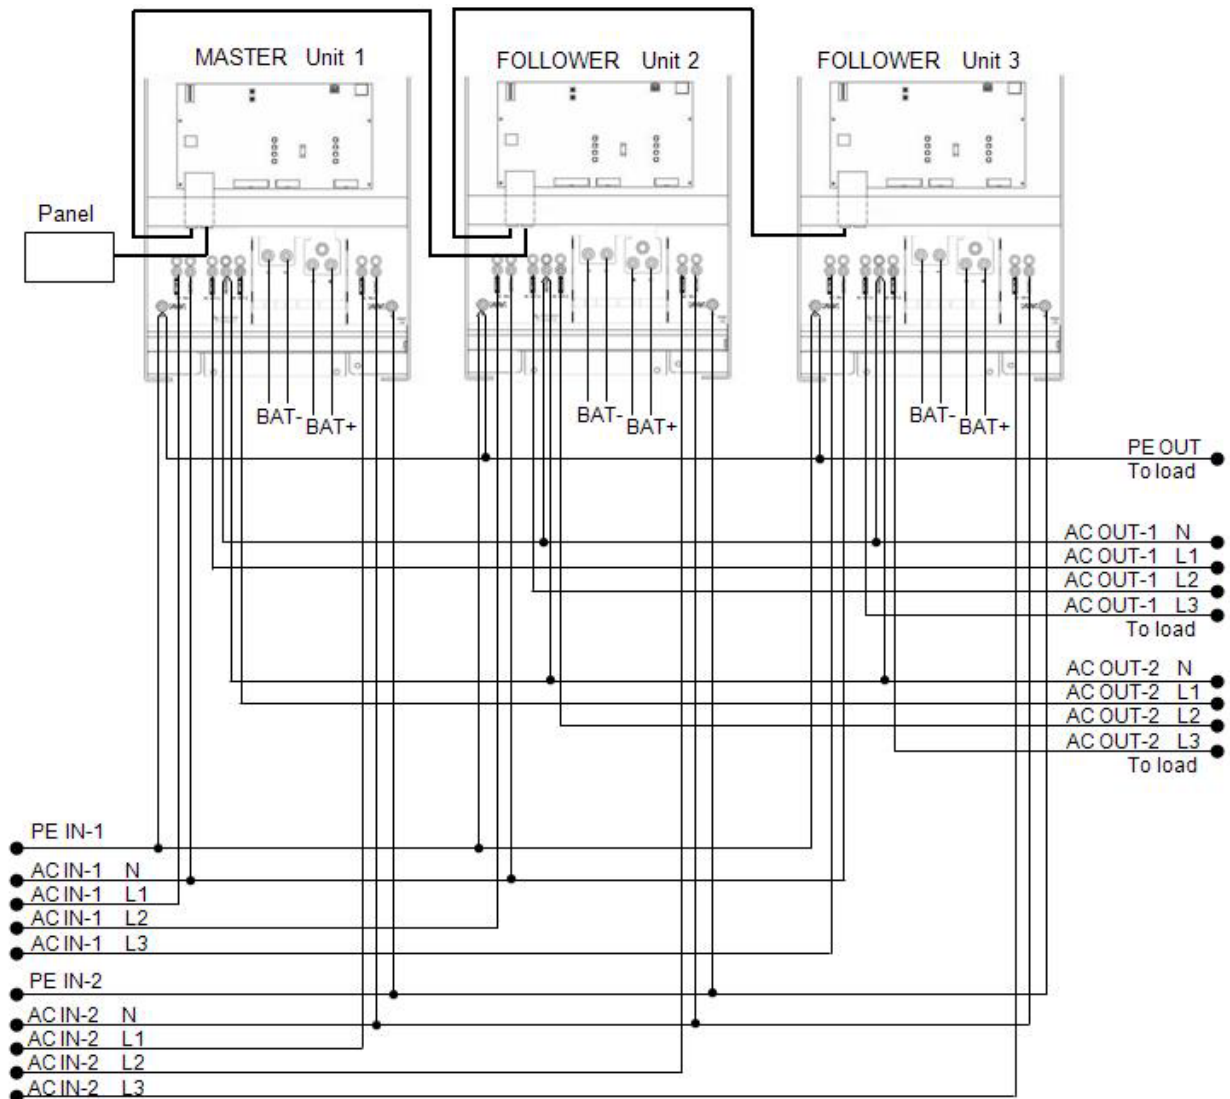 MASTER Unit 1
FOLLOWER Unit 2
FOLLOWER Unit 3
Panel
BAT-
BAT+
BAT-
BAT+
BAT-
BAT+
PE OUT
To load
AC OUT-1 N
AC OUT-1 L1
AC OUT-1 L2
AC OUT-1 L3
To load
AC OUT-2 N
AC OUT-2 L1
AC OUT-2 L2
AC OUT-2 L3
To load
PE IN-1
AC IN-1 N
AC IN-1 L1
AC IN-1 L2
AC IN-1 L3
PE IN-2
AC IN-2 N
AC IN-2 L1
AC IN-2 L2
AC IN-2 L3